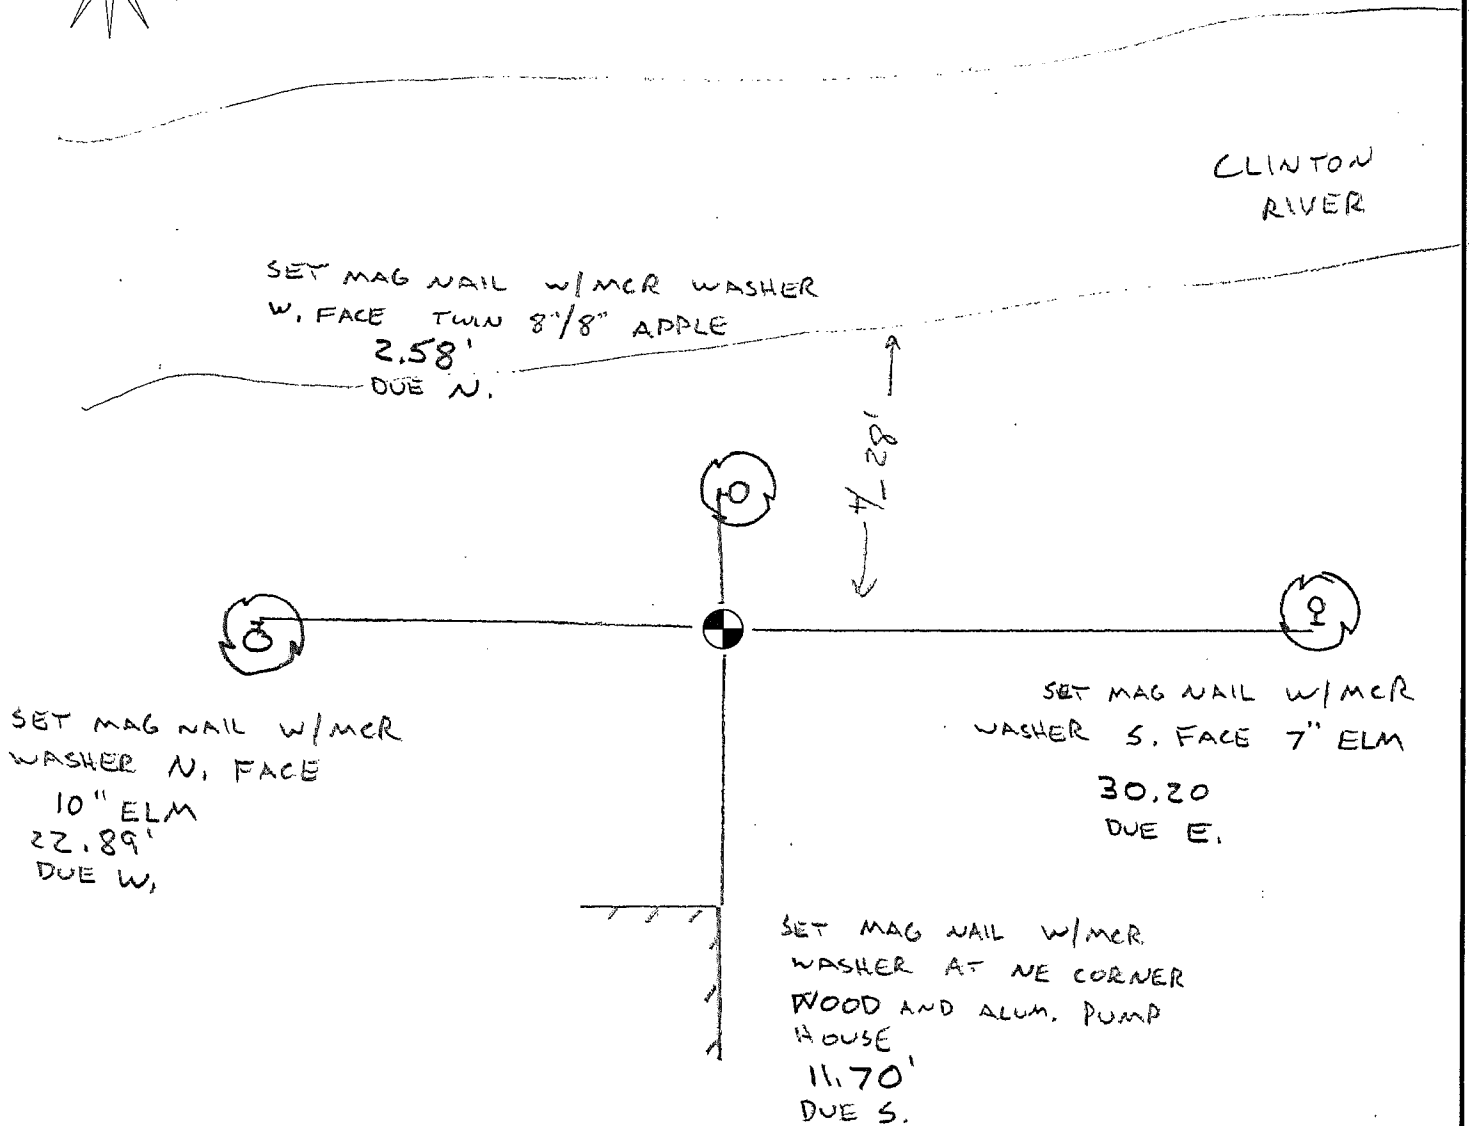 CLINTON
RIVER
SET MAG NAIL W/MCR WASHER
W. FACE TWIN 8"/8" APPLE
2.58'
DUE N.
+/- 28'
SET MAG NAIL W/MCR
WASHER N. FACE
10" ELM
22.89'
DUE W.
SET MAG NAIL W/MCR
WASHER S. FACE 7" ELM
30.20
DUE E.
SET MAG NAIL W/MCR
WASHER AT NE CORNER
WOOD AND ALUM. PUMP
HOUSE
11.70'
DUE S.